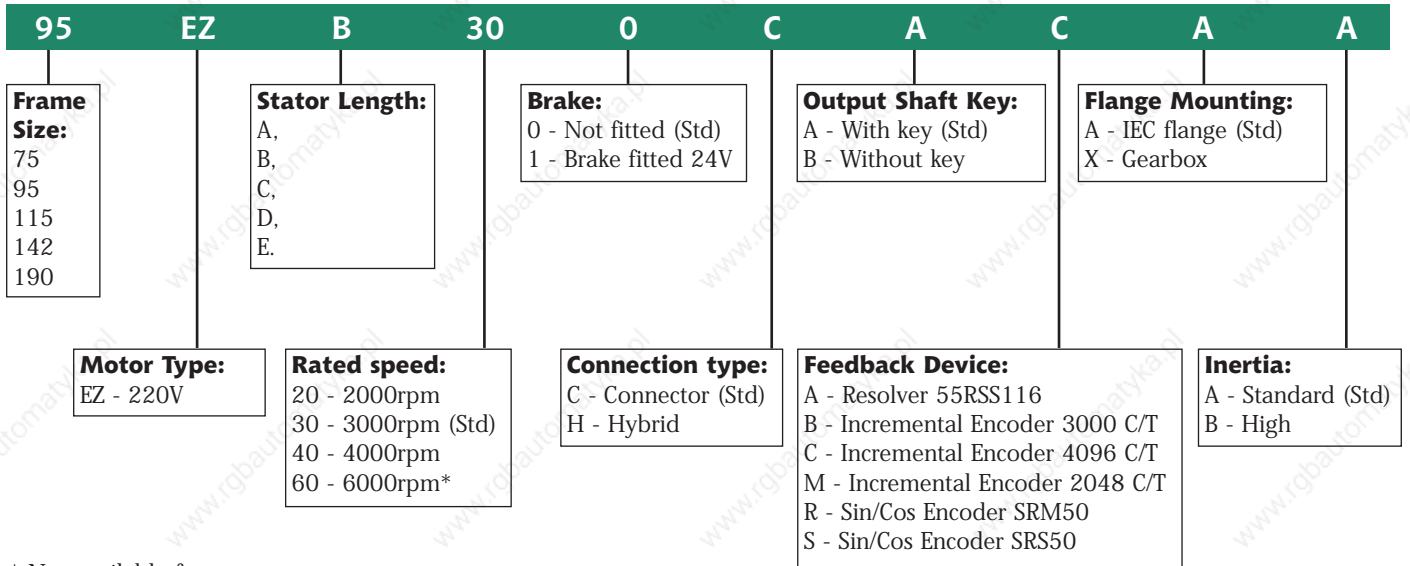 95 EZ B 30 0 C A C A A
Frame
Size:
75
95
115
142
190
Stator Length:
A,
B,
C,
D,
E.
Brake:
0 - Not fitted (Std)
1 - Brake fitted 24V
Output Shaft Key:
A - With key (Std)
B - Without key
Flange Mounting:
A - IEC flange (Std)
X - Gearbox
Motor Type:
EZ - 220V
Rated speed:
20 - 2000rpm
30 - 3000rpm (Std)
40 - 4000rpm
60 - 6000rpm*
Connection type:
C - Connector (Std)
H - Hybrid
Feedback Device:
A - Resolver 55RSS116
B - Incremental Encoder 3000 C/T
C - Incremental Encoder 4096 C/T
M - Incremental Encoder 2048 C/T
R - Sin/Cos Encoder SRM50
S - Sin/Cos Encoder SRS50
Inertia:
A - Standard (Std)
B - High
www.rgbautomatyka.pl